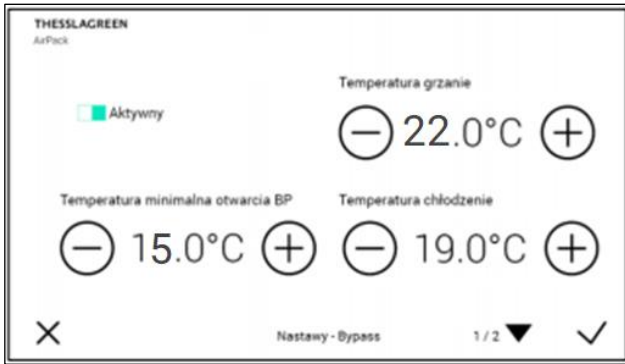 THESSLAGREEN
AirPack
Temperatura grzanie
Aktywny
22.0°C
Temperatura minimalna otwarcia BP
Temperatura chłodzenie
15.0°C
19.0°C
Nastawy - Bypass
1 / 2